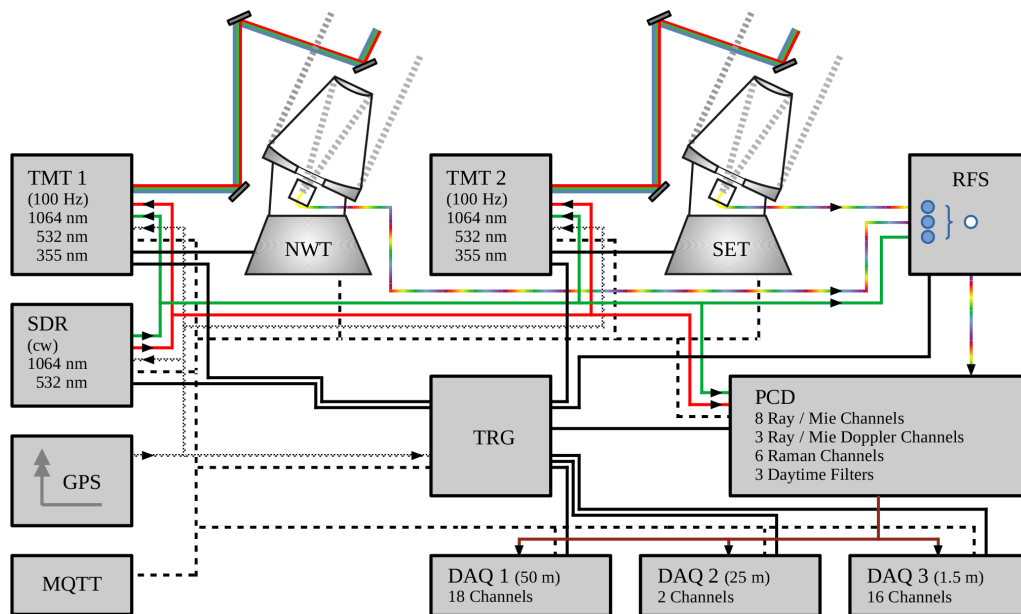 TMT 1
(100 Hz)
1064 nm
532 nm
355 nm
NWT
TMT 2
(100 Hz)
1064 nm
532 nm
355 nm
SET
RFS
SDR
(cw)
1064 nm
532 nm
GPS
TRG
PCD
8 Ray / Mie Channels
3 Ray / Mie Doppler Channels
6 Raman Channels
3 Daytime Filters
MQTT
DAQ 1 (50 m)
18 Channels
DAQ 2 (25 m)
2 Channels
DAQ 3 (1.5 m)
16 Channels